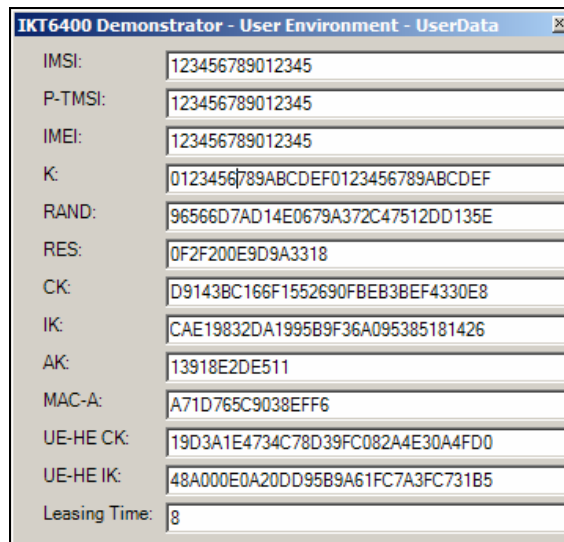 IKT6400 Demonstrator - User Environment - UserData
IMSI: 123456789012345
P-TMSI: 123456789012345
IMEI: 123456789012345
K: 0123456789ABCDEF0123456789ABCDEF
RAND: 96566D7AD14E0679A372C47512DD135E
RES: 0F2F200E9D9A3318
CK: D9143BC166F1552690FBEB3BEF4330E8
IK: CAE19832DA1995B9F36A095385181426
AK: 13918E2DE511
MAC-A: A71D765C9038EFF6
UE-HE CK: 19D3A1E4734C78D39FC082A4E30A4FD0
UE-HE IK: 48A000E0A20DD95B9A61FC7A3FC731B5
Leasing Time: 8